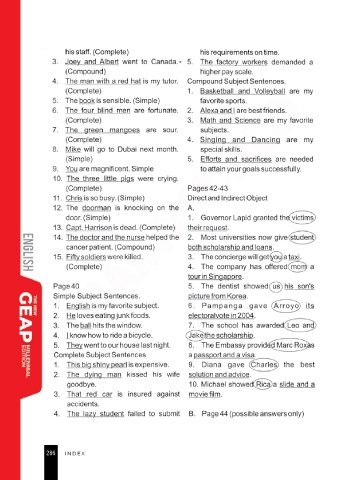 his staff. (Complete)
3. Joey and Albert went to Canada.
(Compound)
4. The man with a red hat is my tutor.
(Complete)
5. The book is sensible. (Simple)
6. The four blind men are fortunate.
(Complete)
7. The green mangoes are sour.
(Complete)
8. Mike will go to Dubai next month.
(Simple)
9. You are magnificent. Simple
10. The three little pigs were crying.
(Complete)
11. Chris is so busy. (Simple)
12. The doorman is knocking on the
door. (Simple)
13. Capt. Harrison is dead. (Complete)
14. The doctor and the nurse helped the
cancer patient. (Compound)
15. Fifty soldiers were killed.
(Complete)
Page 40
Simple Subject Sentences.
1. English is my favorite subject.
2. He loves eating junk foods.
3. The ball hits the window.
4. I know how to ride a bicycle.
5. They went to our house last night.
Complete Subject Sentences
1. This big shiny pearl is expensive.
2. The dying man kissed his wife
goodbye.
3. That red car is insured against
accidents.
4. The lazy student failed to submit
his requirements on time.
5. The factory workers demanded a
higher pay scale.
Compound Subject Sentences.
1. Basketball and Volleyball are my
favorite sports.
2. Alexa and I are best friends.
3. Math and Science are my favorite
subjects.
4. Singing and Dancing are my
special skills.
5. Efforts and sacrifices are needed
to attain your goals successfully.
Pages 42-43
Direct and Indirect Object
A.
1. Governor Lapid granted the victims
their request.
2. Most universities now give student
both scholarship and loans.
3. The concierge will get you a taxi.
4. The company has offered mom a
tour in Singapore.
5. The dentist showed us his son's
picture from Korea.
6. Pampanga gave Arroyo its
electoral vote in 2004.
7. The school has awarded Leo and
Jake the scholarship.
8. The Embassy provided Marc Roxas
a passport and a visa.
9. Diana gave Charles the best
solution and advice.
10. Michael showed Rica a slide and a
movie film.
B. Page 44 (possible answers only)
ENGLISH
THE NEW
GEAP
MILLENNIAL
EDITION
286 INDEX